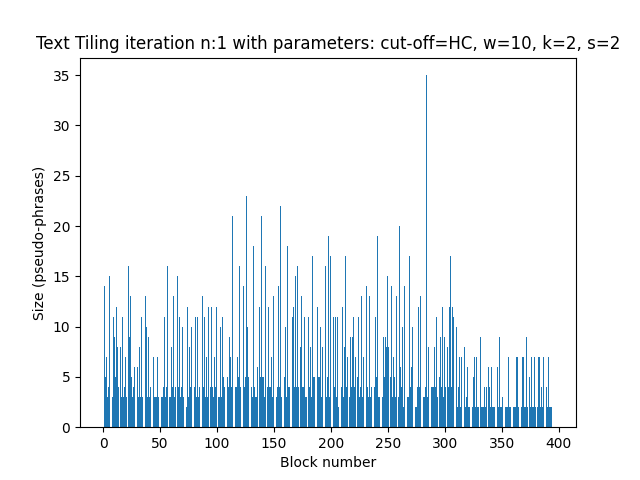 Text Tiling iteration n:1 with parameters: cut-off=HC, w=10, k=2, s=2
35
30
25
20
15
10
5
0
Size (pseudo-phrases)
0 50 100 150 200 250 300 350 400
Block number